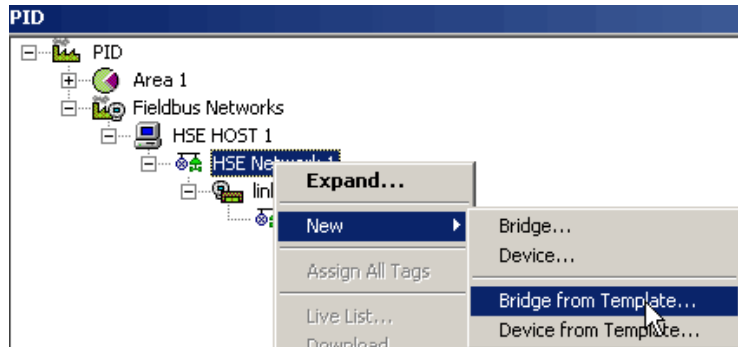 PID
PID
Area 1
Fieldbus Networks
HSE HOST 1
HSE Network 1
Expand...
New
Bridge...
Device...
Assign All Tags
Bridge from Template...
Live List...
Device from Template...
Download